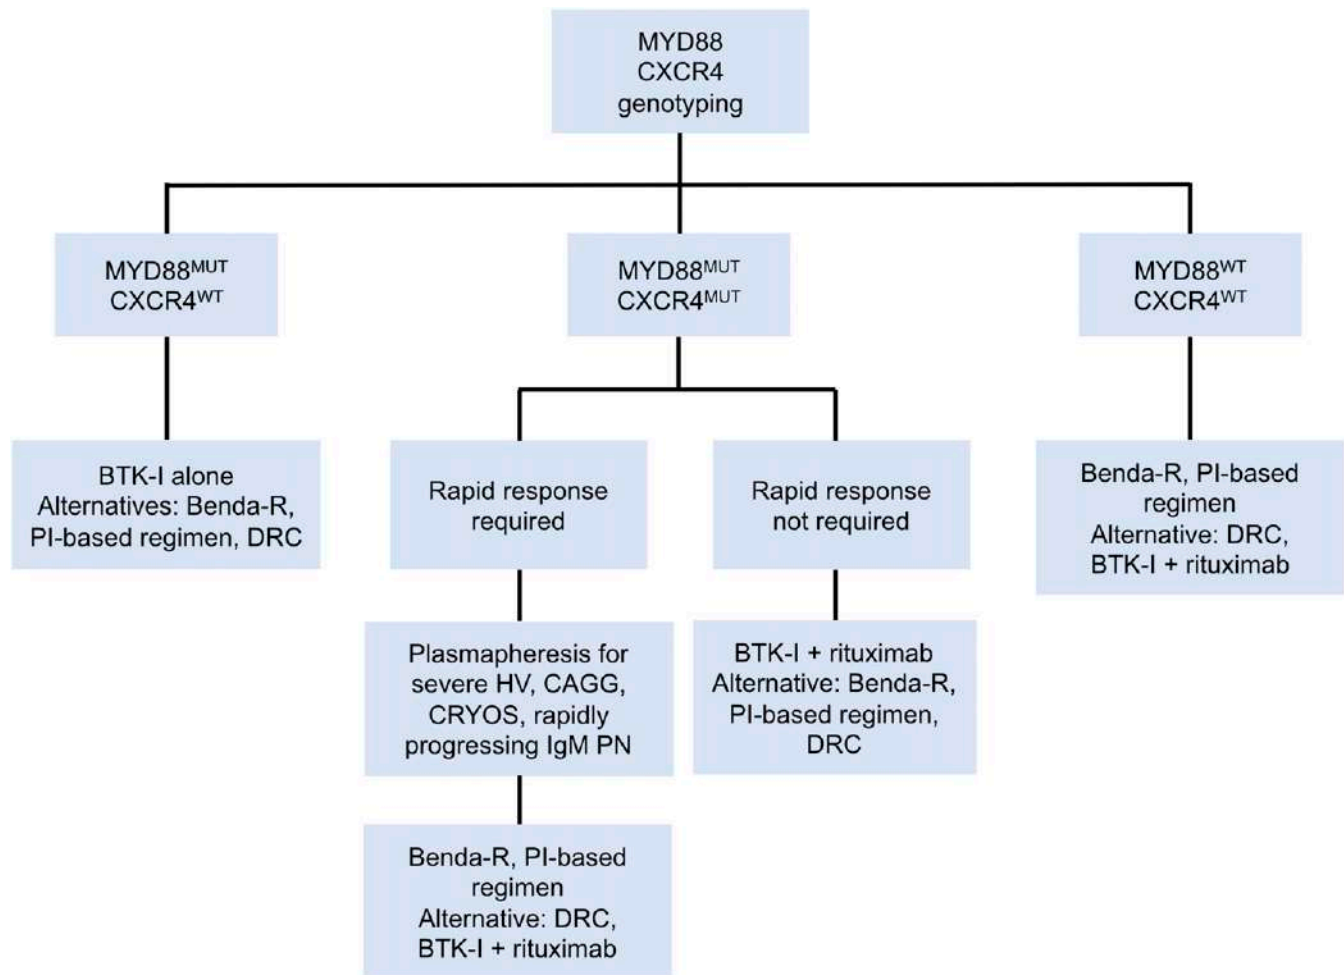 MYD88
CXCR4
genotyping
MYD88ᴹᵁᵀ
CXCR4ᵂᵀ
MYD88ᴹᵁᵀ
CXCR4ᴹᵁᵀ
MYD88ᵂᵀ
CXCR4ᵂᵀ
BTK-I alone
Alternatives: Benda-R,
PI-based regimen, DRC
Rapid response
required
Rapid response
not required
Benda-R, PI-based
regimen
Alternative: DRC,
BTK-I + rituximab
Plasmapheresis for
severe HV, CAGG,
CRYOS, rapidly
progressing IgM PN
BTK-I + rituximab
Alternative: Benda-R,
PI-based regimen,
DRC
Benda-R, PI-based
regimen
Alternative: DRC,
BTK-I + rituximab